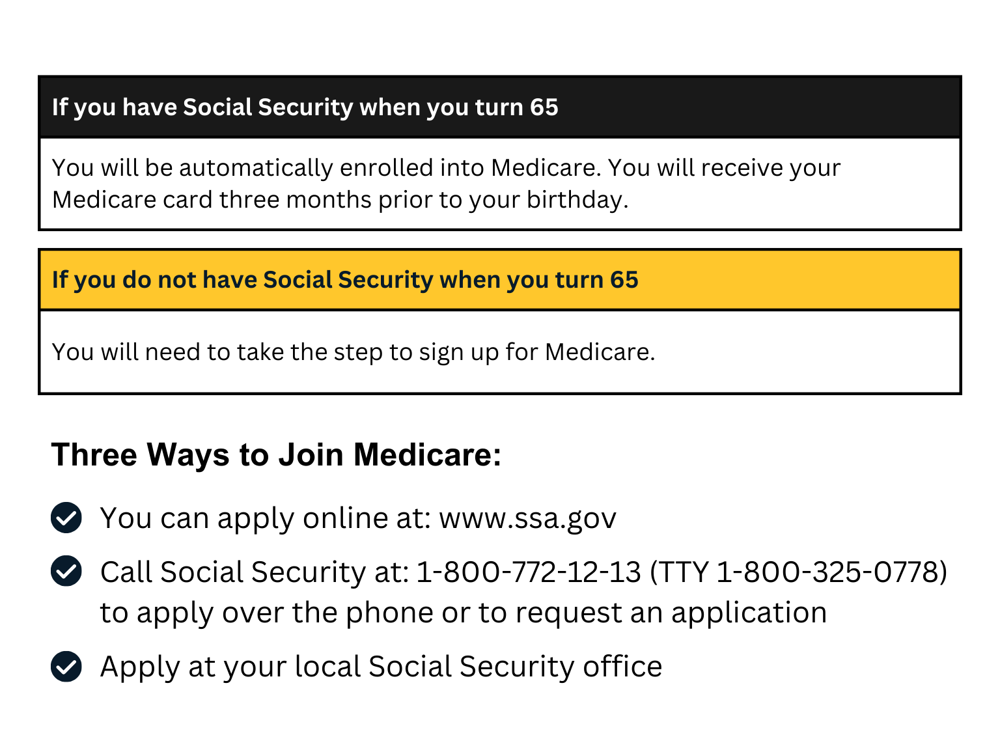 If you have Social Security when you turn 65
You will be automatically enrolled into Medicare. You will receive your
Medicare card three months prior to your birthday.
If you do not have Social Security when you turn 65
You will need to take the step to sign up for Medicare.
Three Ways to Join Medicare:
You can apply online at: www.ssa.gov
Call Social Security at: 1-800-772-12-13 (TTY 1-800-325-0778)
to apply over the phone or to request an application
Apply at your local Social Security office